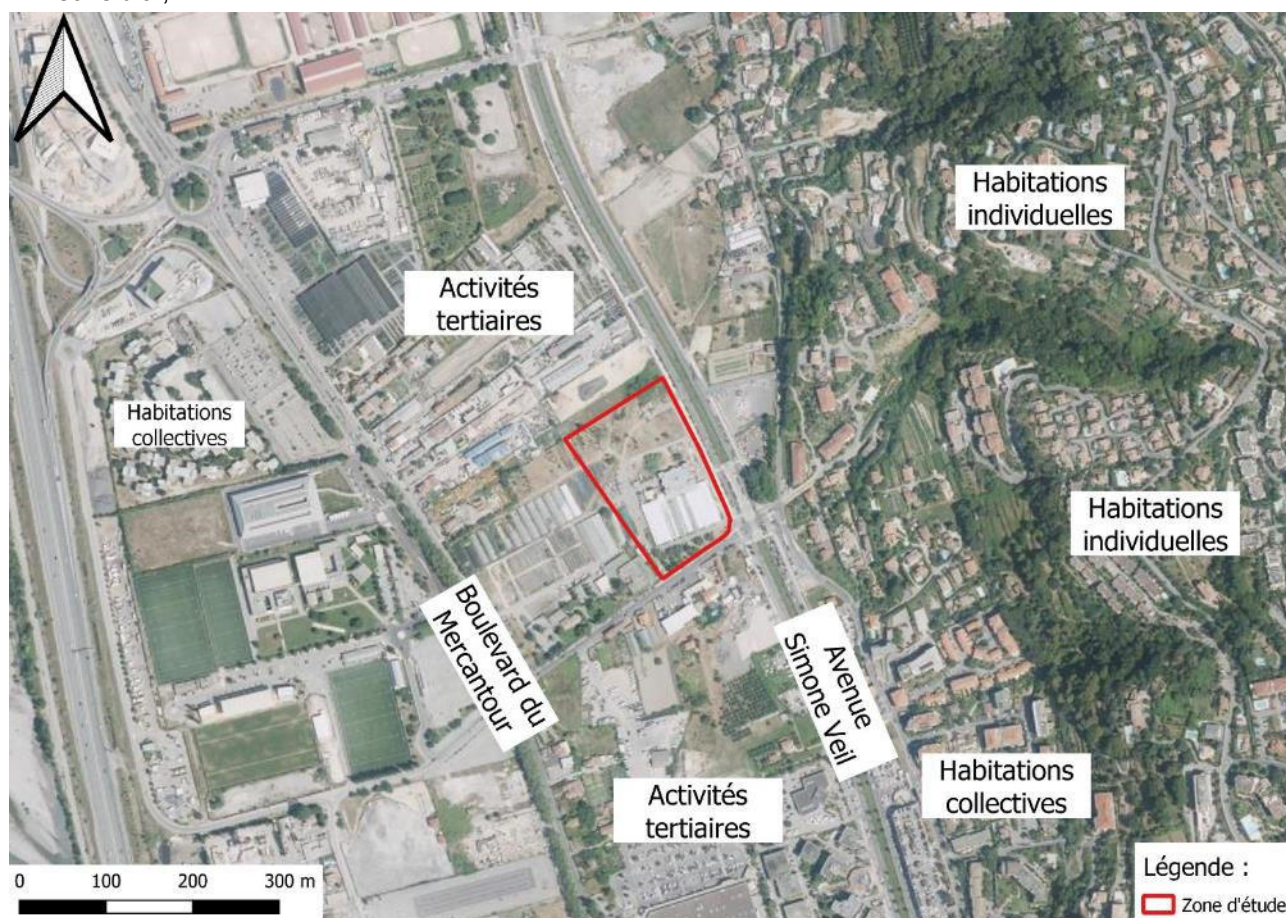 Habitations
individuelles
Activités
tertiaires
Habitations
collectives
Habitations
individuelles
Boulevard du
Mercantour
Avenue
Simone Veil
Activités
tertiaires
Habitations
collectives
0 100 200 300 m
Légende :
Zone d'étude